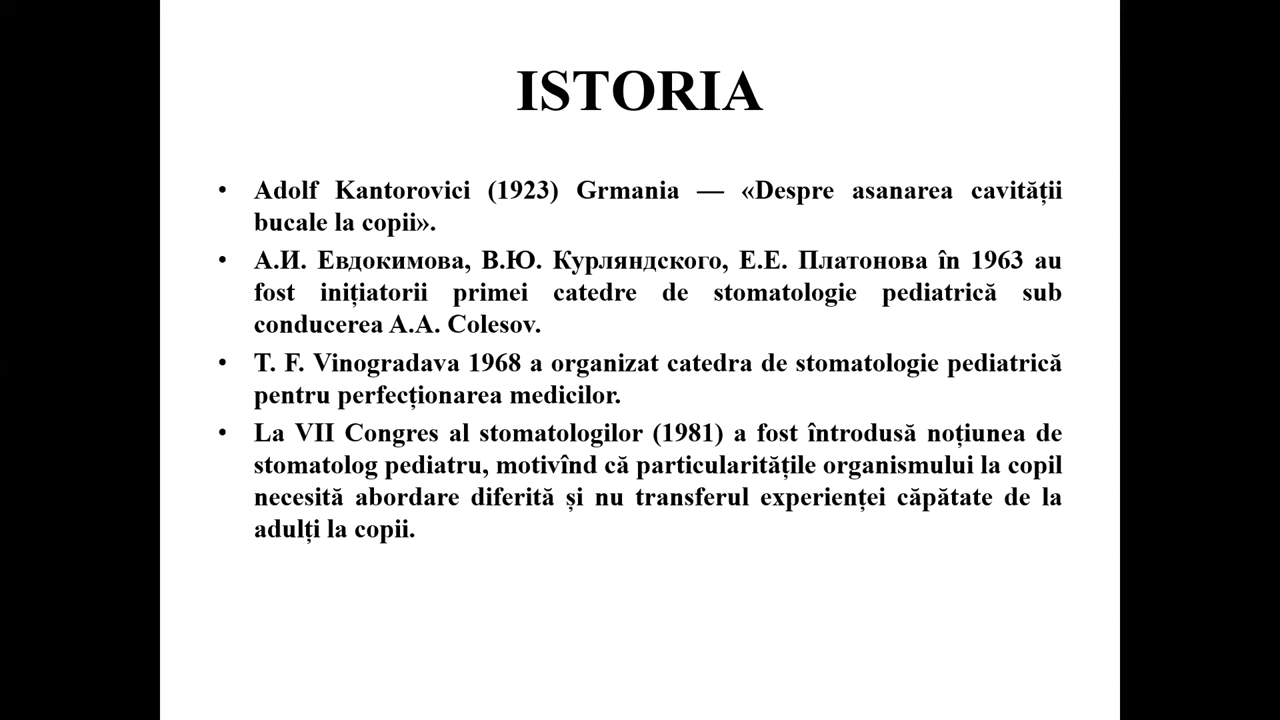 ISTORIA
• Adolf Kantorovici (1923) Grmania — «Despre asanarea cavității
bucale la copii».
• А.И. Евдокимова, В.Ю. Курляндского, Е.Е. Платонова în 1963 au
fost inițiatorii primei catedre de stomatologie pediatrică sub
conducerea A.A. Colesov.
• T. F. Vinogradava 1968 a organizat catedra de stomatologie pediatrică
pentru perfecționarea medicilor.
• La VII Congres al stomatologilor (1981) a fost întrodusă noțiunea de
stomatolog pediatru, motivînd că particularitățile organismului la copil
necesită abordare diferită și nu transferul experienței căpătate de la
adulți la copii.